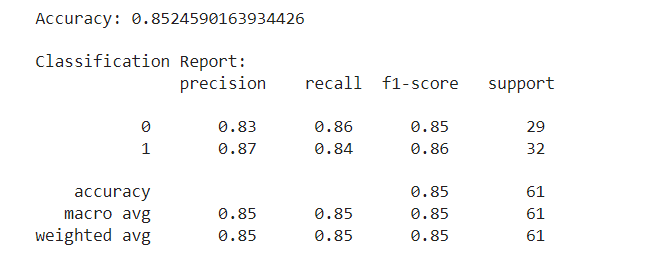 Accuracy: 0.8524590163934426
Classification Report:
precision recall f1-score support
0 0.83 0.86 0.85 29
1 0.87 0.84 0.86 32
accuracy 0.85 61
macro avg 0.85 0.85 0.85 61
weighted avg 0.85 0.85 0.85 61